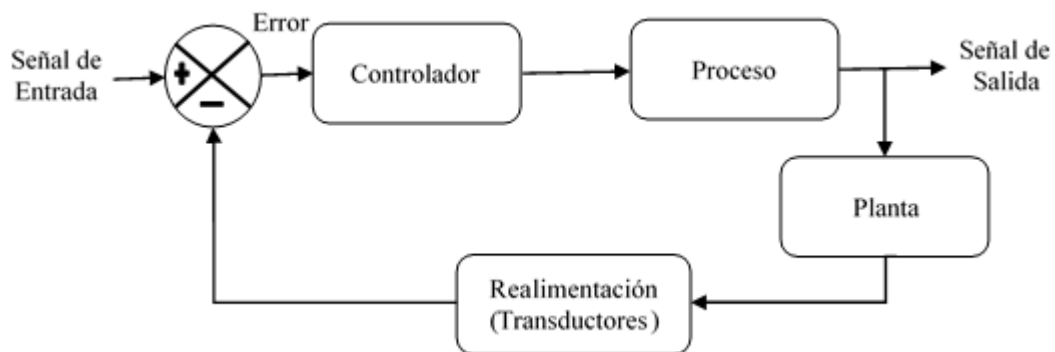 Señal de
Entrada
+
−
Error
Controlador
Proceso
Señal de
Salida
Planta
Realimentación
(Transductores)